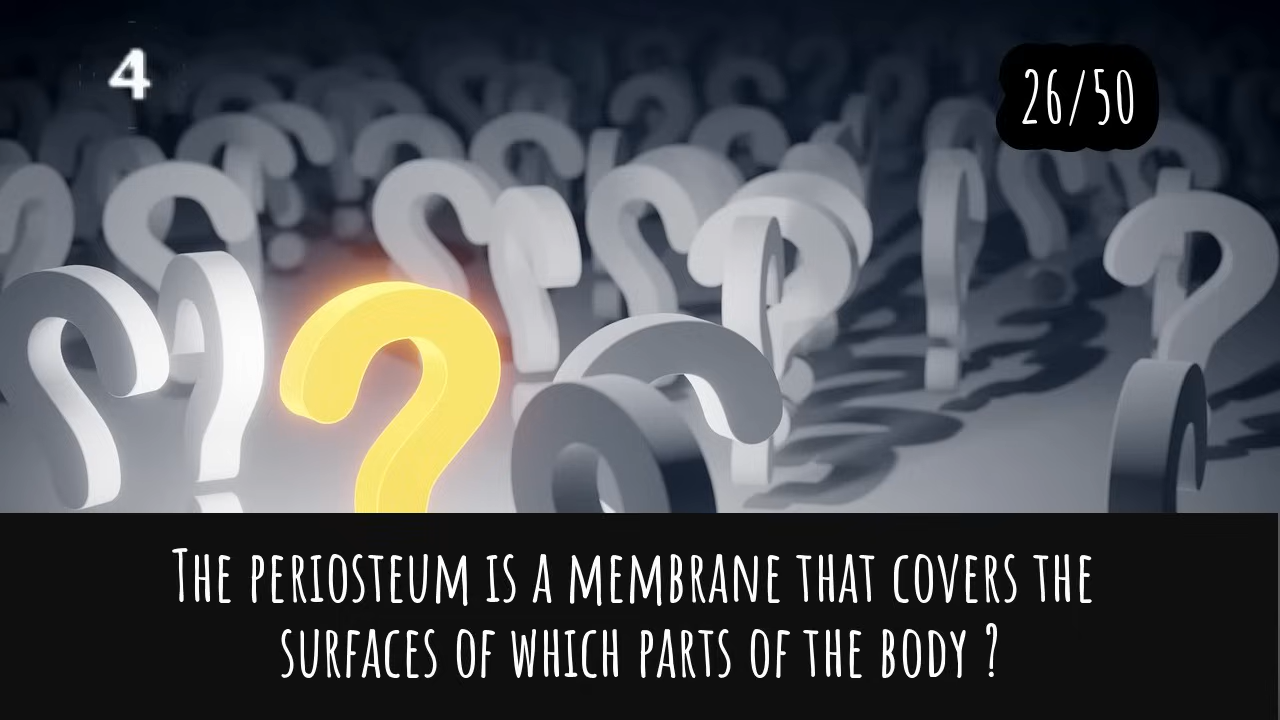 4
26/50
The periosteum is a membrane that covers the
surfaces of which parts of the body ?